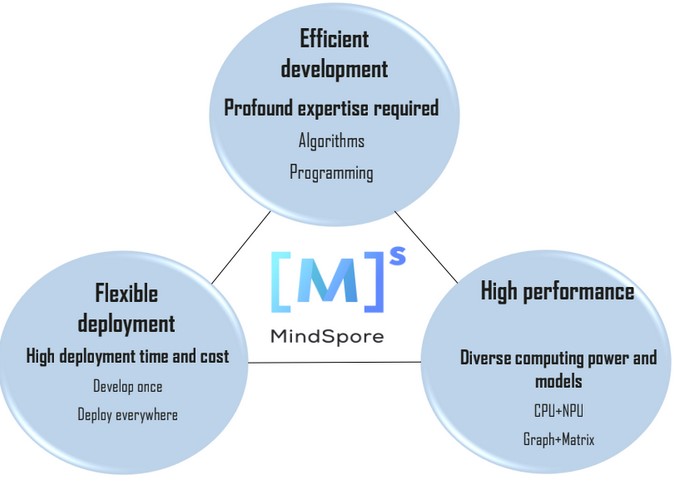 Efficient
development
Profound expertise required
Algorithms
Programming
[M]s
MindSpore
Flexible
deployment
High deployment time and cost
Develop once
Deploy everywhere
High performance
Diverse computing power and
models
CPU+NPU
Graph+Matrix